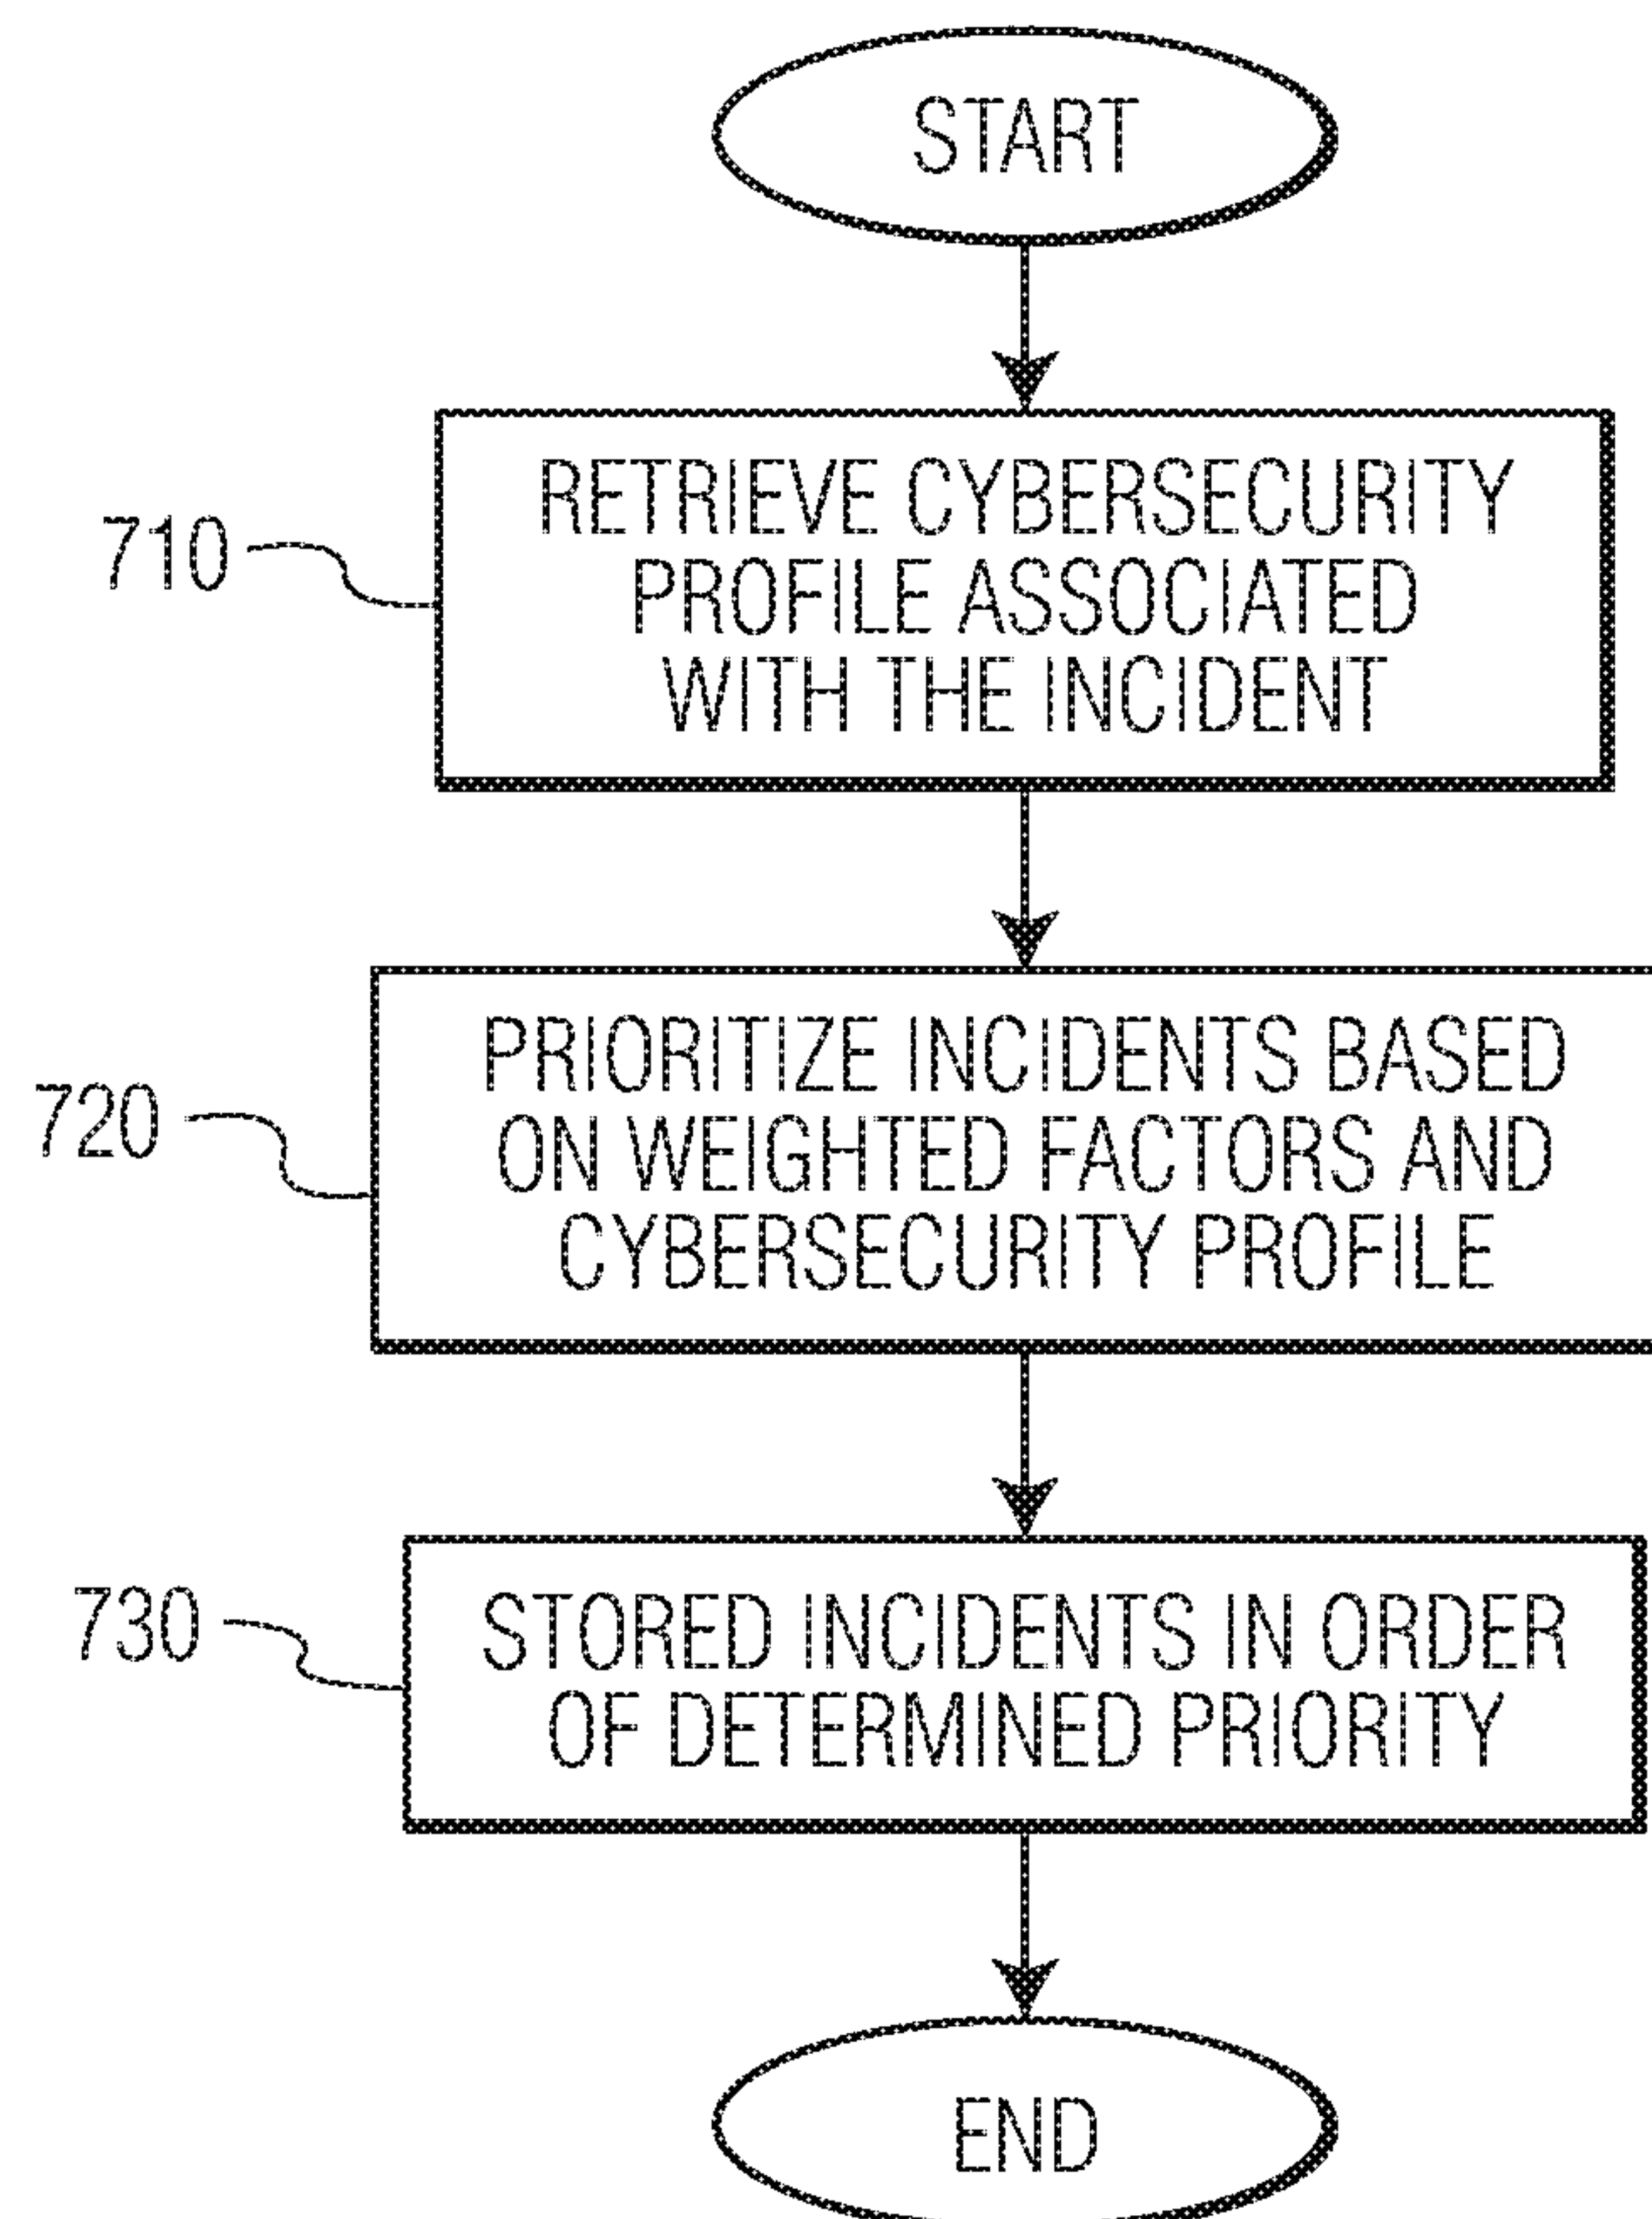 START
710
RETRIEVE CYBERSECURITY
PROFILE ASSOCIATED
WITH THE INCIDENT
720
PRIORITIZE INCIDENTS BASED
ON WEIGHTED FACTORS AND
CYBERSECURITY PROFILE
730
STORED INCIDENTS IN ORDER
OF DETERMINED PRIORITY
END